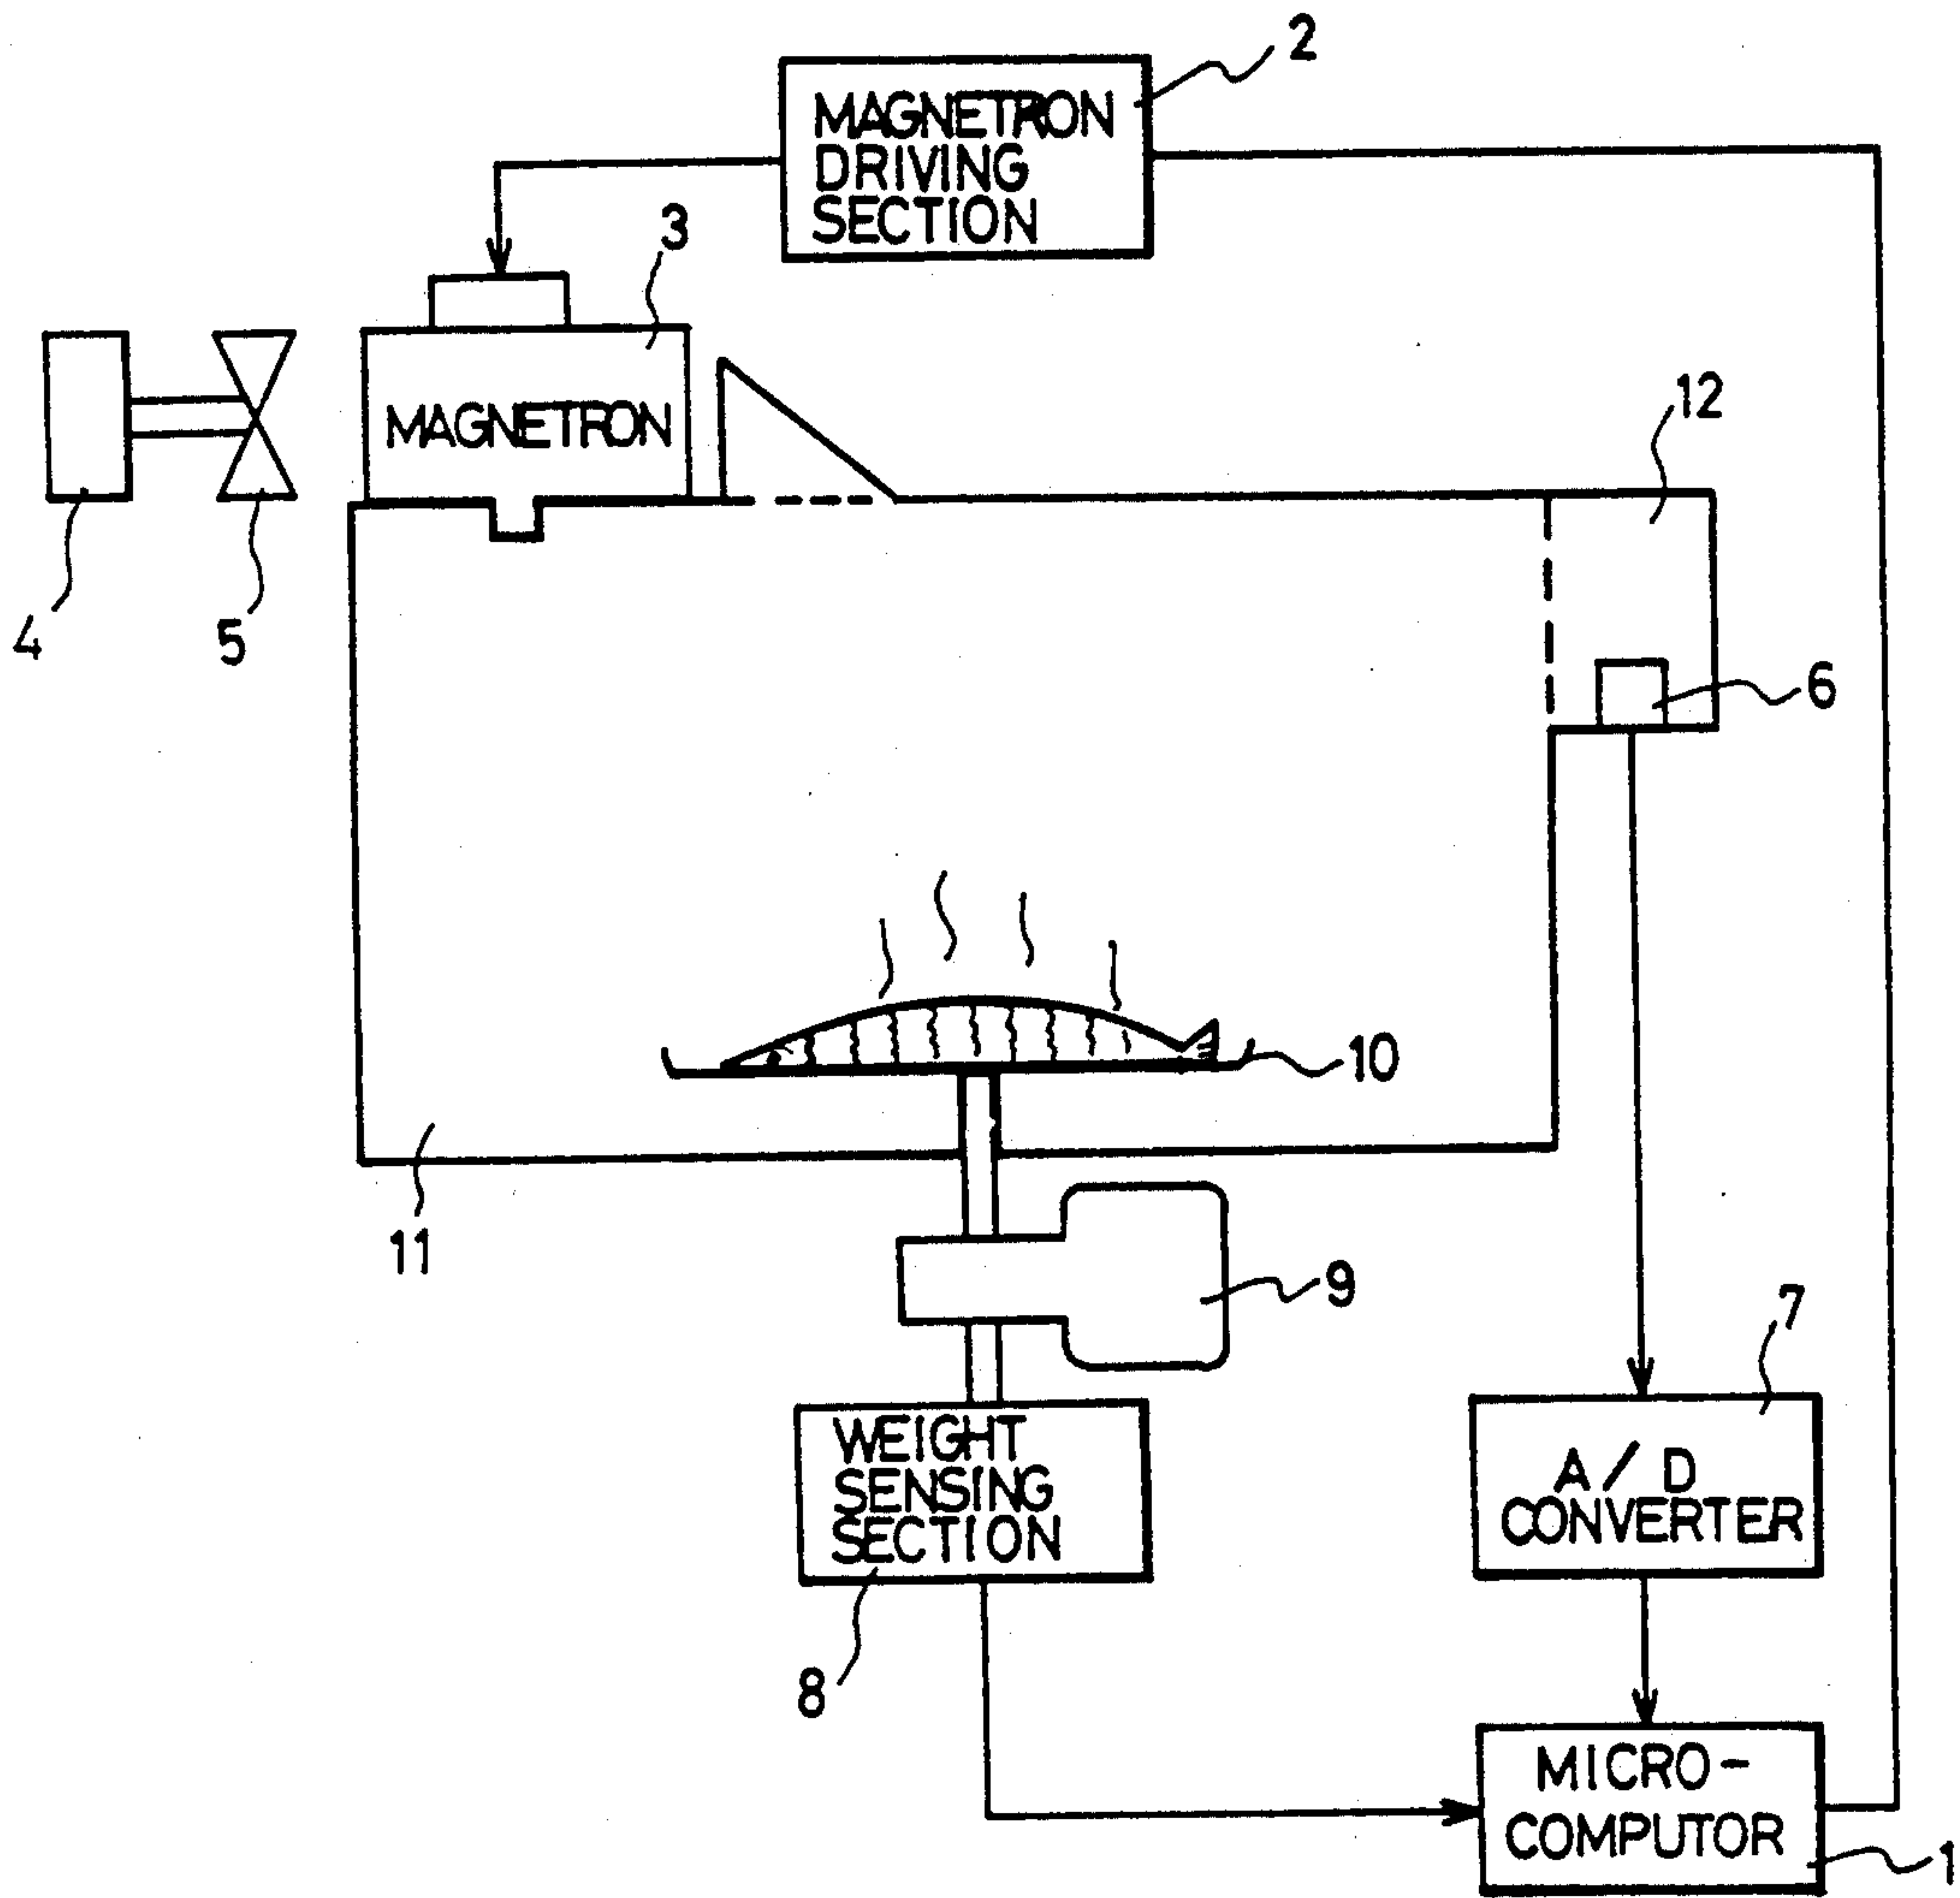 2
MAGNETRON
DRIVING
SECTION
3
MAGNETRON
12
4
5
6
10
11
9
7
WEIGHT
SENSING
SECTION
A/D
CONVERTER
8
MICRO-
COMPUTOR
1